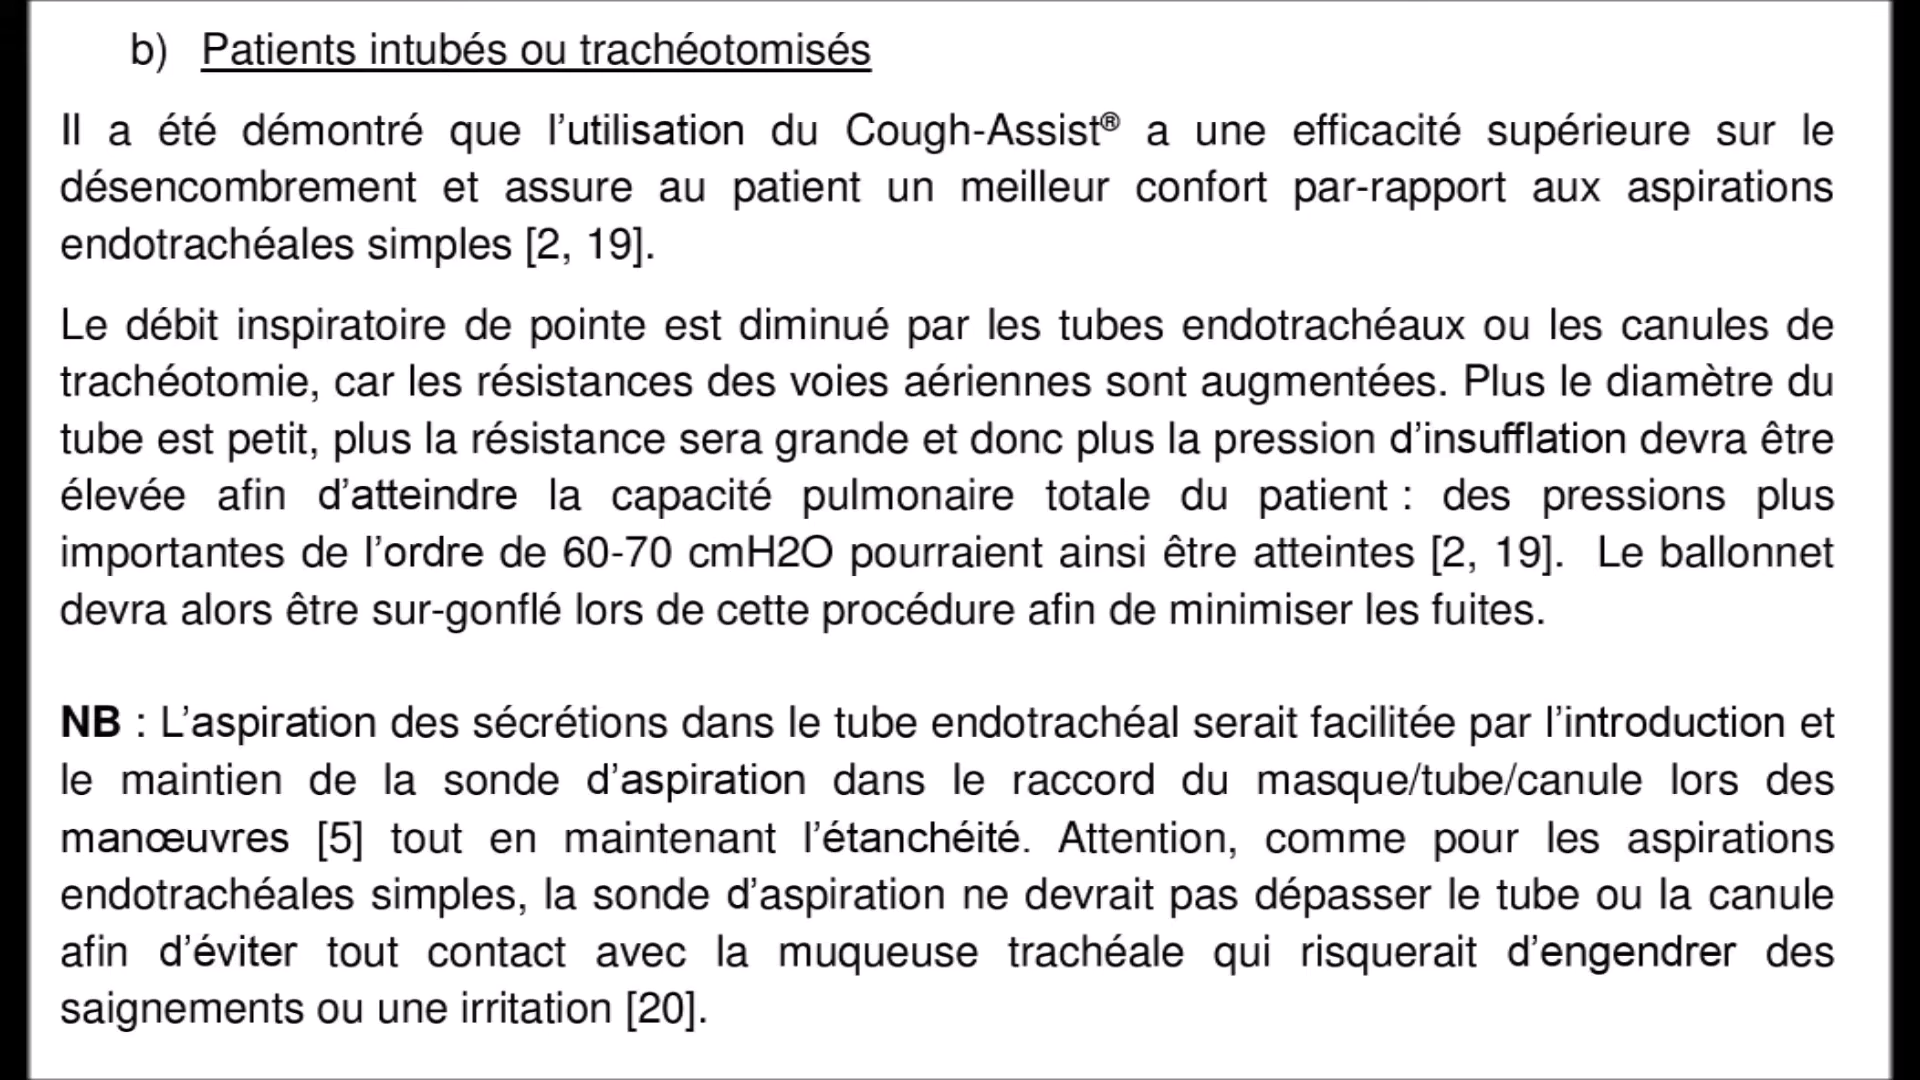 b) Patients intubés ou trachéotomisés
Il a été démontré que l’utilisation du Cough-Assist® a une efficacité supérieure sur le
désencombrement et assure au patient un meilleur confort par-rapport aux aspirations
endotrachéales simples [2, 19].
Le débit inspiratoire de pointe est diminué par les tubes endotrachéaux ou les canules de
trachéotomie, car les résistances des voies aériennes sont augmentées. Plus le diamètre du
tube est petit, plus la résistance sera grande et donc plus la pression d’insufflation devra être
élevée afin d’atteindre la capacité pulmonaire totale du patient : des pressions plus
importantes de l’ordre de 60-70 cmH2O pourraient ainsi être atteintes [2, 19]. Le ballonnet
devra alors être sur-gonflé lors de cette procédure afin de minimiser les fuites.
NB : L’aspiration des sécrétions dans le tube endotrachéal serait facilitée par l’introduction et
le maintien de la sonde d’aspiration dans le raccord du masque/tube/canule lors des
manœuvres [5] tout en maintenant l’étanchéité. Attention, comme pour les aspirations
endotrachéales simples, la sonde d’aspiration ne devrait pas dépasser le tube ou la canule
afin d’éviter tout contact avec la muqueuse trachéale qui risquerait d’engendrer des
saignements ou une irritation [20].